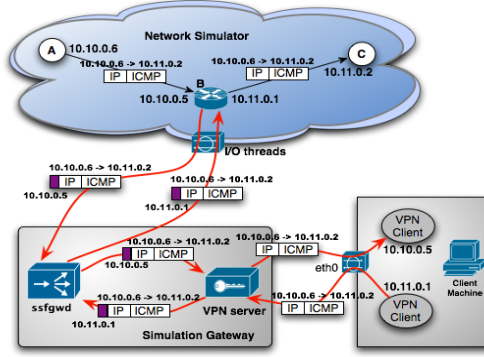 Network Simulator
A
10.10.0.6
C
10.11.0.2
10.10.0.6 -> 10.11.0.2
IP ICMP
10.10.0.6 -> 10.11.0.2
IP ICMP
B
10.10.0.5
10.11.0.1
I/O threads
10.10.0.6 -> 10.11.0.2
IP ICMP
10.10.0.5
10.10.0.6 -> 10.11.0.2
IP ICMP
10.11.0.1
10.10.0.6 -> 10.11.0.2
IP ICMP
10.10.0.5
10.10.0.6 -> 10.11.0.2
IP ICMP
VPN
Client
10.10.0.5
eth0
ssfgwd
10.10.0.6 -> 10.11.0.2
IP ICMP
10.11.0.1
VPN server
10.10.0.6 -> 10.11.0.2
IP ICMP
10.11.0.1
VPN
Client
Client
Machine
Simulation Gateway